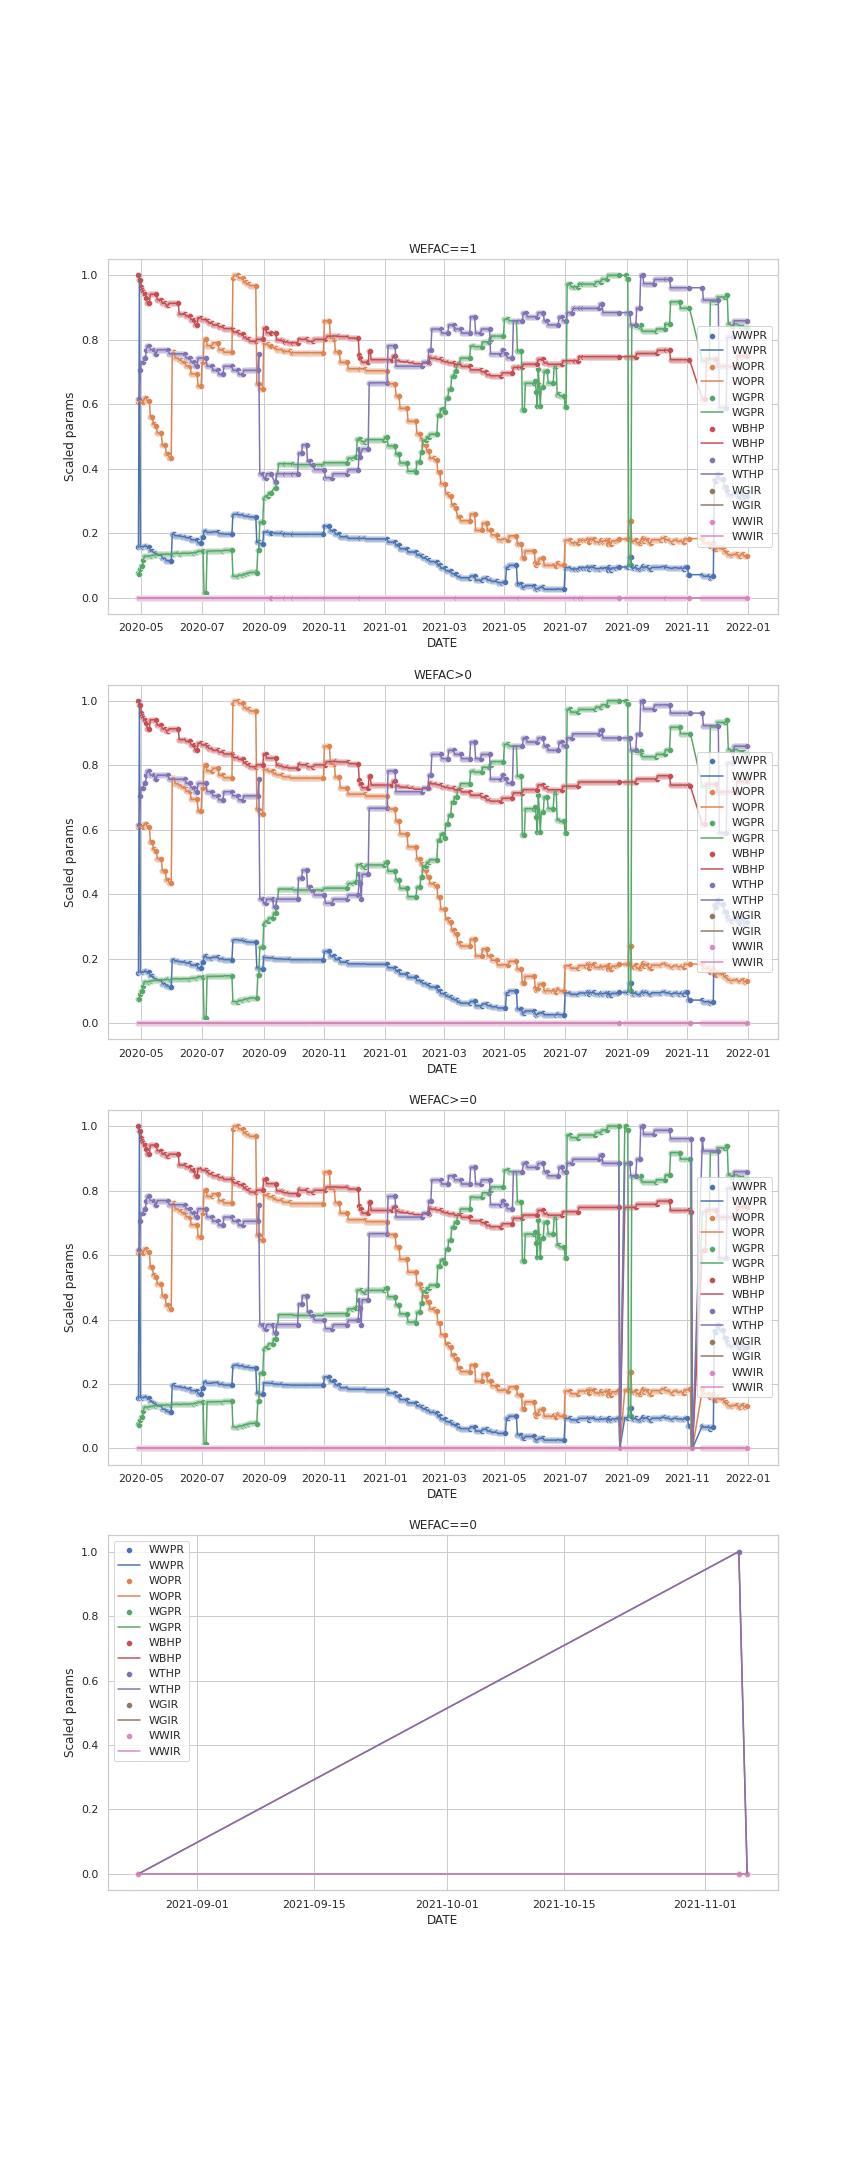 WEFAC==1
1.0
0.8
0.6
0.4
0.2
0.0
Scaled params
WWPR
WWPR
WOPR
WOPR
WGPR
WGPR
WBHP
WBHP
WTHP
WTHP
WGIR
WGIR
WWIR
WWIR
2020-05 2020-07 2020-09 2020-11 2021-01 2021-03 2021-05 2021-07 2021-09 2021-11 2022-01
DATE
WEFAC>0
1.0
0.8
0.6
0.4
0.2
0.0
Scaled params
WWPR
WWPR
WOPR
WOPR
WGPR
WGPR
WBHP
WBHP
WTHP
WTHP
WGIR
WGIR
WWIR
WWIR
2020-05 2020-07 2020-09 2020-11 2021-01 2021-03 2021-05 2021-07 2021-09 2021-11 2022-01
DATE
WEFAC>=0
1.0
0.8
0.6
0.4
0.2
0.0
Scaled params
WWPR
WWPR
WOPR
WOPR
WGPR
WGPR
WBHP
WBHP
WTHP
WTHP
WGIR
WGIR
WWIR
WWIR
2020-05 2020-07 2020-09 2020-11 2021-01 2021-03 2021-05 2021-07 2021-09 2021-11 2022-01
DATE
WEFAC==0
1.0
0.8
0.6
0.4
0.2
0.0
Scaled params
WWPR
WWPR
WOPR
WOPR
WGPR
WGPR
WBHP
WBHP
WTHP
WTHP
WGIR
WGIR
WWIR
WWIR
2021-09-01 2021-09-15 2021-10-01 2021-10-15 2021-11-01
DATE